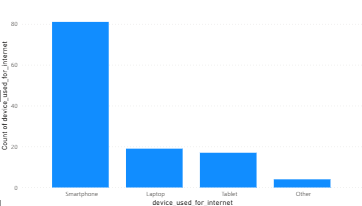 80
60
40
20
0
Count of device_used_for_internet
Smartphone
Laptop
Tablet
Other
device_used_for_internet